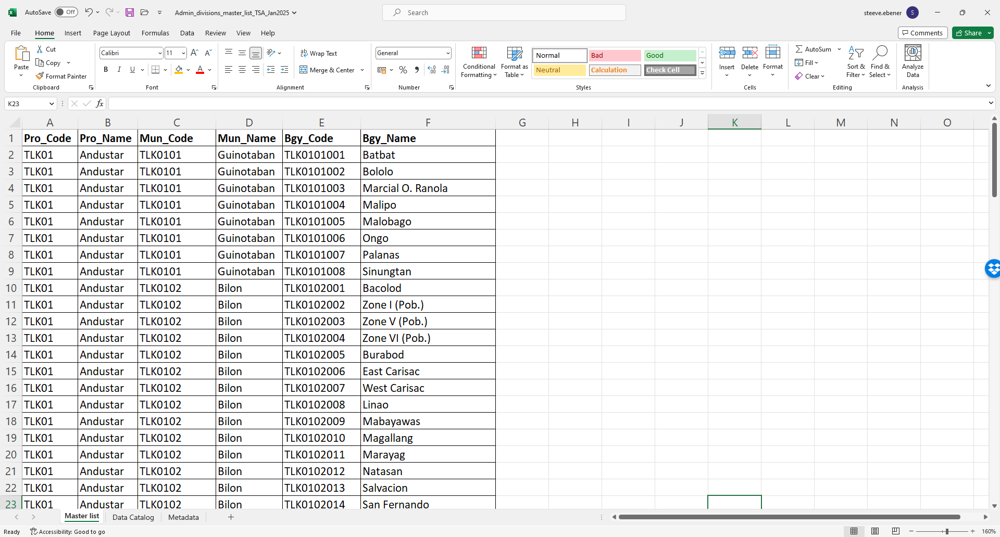 AutoSave Off Admin_divisions_master_list_TSA_Jan2025 Search steeve.ebener S
File Home Insert Page Layout Formulas Data Review View Help Comments Share
Paste Cut Copy Format Painter Clipboard
Calibri 11 A A B I U A Font
ab Wrap Text Merge & Center Alignment
General % , Number
Conditional Formatting Format as Table Normal Bad Good Neutral Calculation Check Cell Styles
Insert Delete Format Cells
AutoSum Fill Clear Sort & Filter Find & Select Editing
Analyze Data Analysis
K23 fx
A B C D E F G H I J K L M N O
1 Pro_Code Pro_Name Mun_Code Mun_Name Bgy_Code Bgy_Name
2 TLK01 Andustar TLK0101 Guinotaban TLK0101001 Batbat
3 TLK01 Andustar TLK0101 Guinotaban TLK0101002 Bololo
4 TLK01 Andustar TLK0101 Guinotaban TLK0101003 Marcial O. Ranola
5 TLK01 Andustar TLK0101 Guinotaban TLK0101004 Malipo
6 TLK01 Andustar TLK0101 Guinotaban TLK0101005 Malobago
7 TLK01 Andustar TLK0101 Guinotaban TLK0101006 Ongo
8 TLK01 Andustar TLK0101 Guinotaban TLK0101007 Palanas
9 TLK01 Andustar TLK0101 Guinotaban TLK0101008 Sinungtan
10 TLK01 Andustar TLK0102 Bilon TLK0102001 Bacolod
11 TLK01 Andustar TLK0102 Bilon TLK0102002 Zone I (Pob.)
12 TLK01 Andustar TLK0102 Bilon TLK0102003 Zone V (Pob.)
13 TLK01 Andustar TLK0102 Bilon TLK0102004 Zone VI (Pob.)
14 TLK01 Andustar TLK0102 Bilon TLK0102005 Burabod
15 TLK01 Andustar TLK0102 Bilon TLK0102006 East Carisac
16 TLK01 Andustar TLK0102 Bilon TLK0102007 West Carisac
17 TLK01 Andustar TLK0102 Bilon TLK0102008 Linao
18 TLK01 Andustar TLK0102 Bilon TLK0102009 Mabayawas
19 TLK01 Andustar TLK0102 Bilon TLK0102010 Magallang
20 TLK01 Andustar TLK0102 Bilon TLK0102011 Marayag
21 TLK01 Andustar TLK0102 Bilon TLK0102012 Natasan
22 TLK01 Andustar TLK0102 Bilon TLK0102013 Salvacion
23 TLK01 Andustar TLK0102 Bilon TLK0102014 San Fernando
Master list Data Catalog Metadata
Ready Accessibility: Good to go 160%